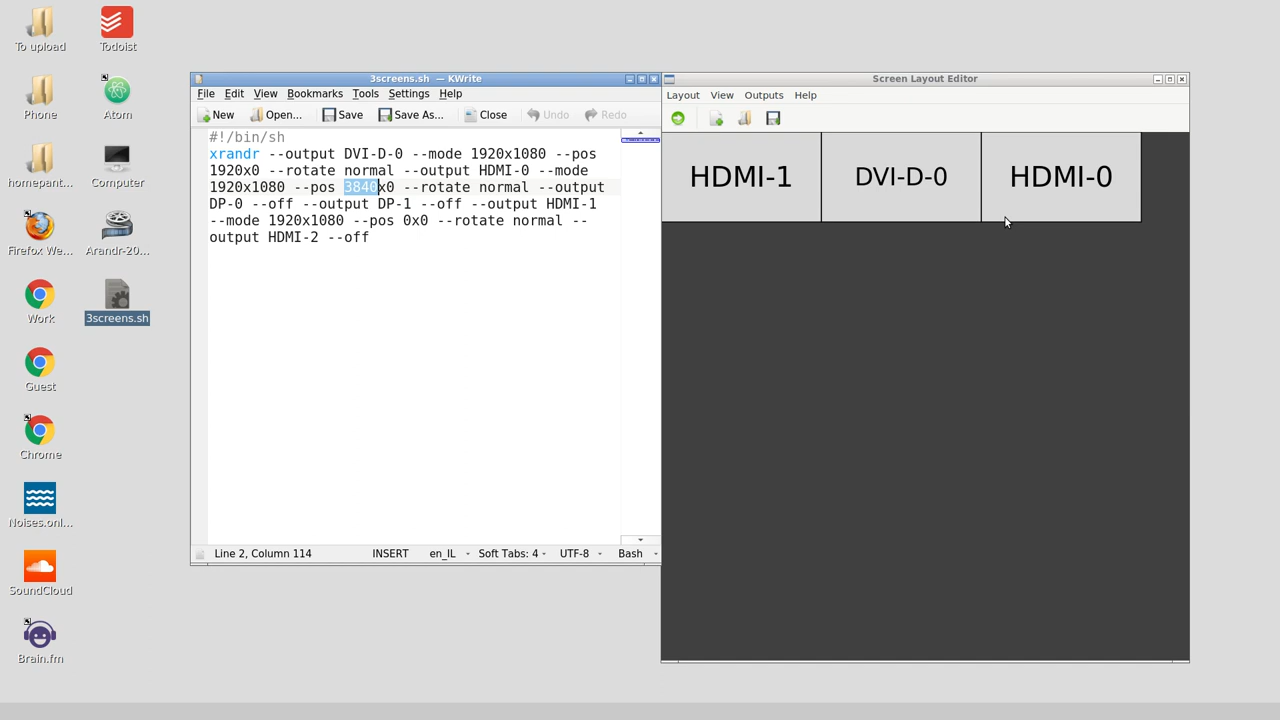 To upload
Todoist
Phone
Atom
homepant...
Computer
Firefox We...
Arandr-20...
Work
3screens.sh
Guest
Chrome
Noises.onl...
SoundCloud
Brain.fm
3screens.sh — KWrite
File Edit View Bookmarks Tools Settings Help
New Open... Save Save As... Close Undo Redo
#!/bin/sh
xrandr --output DVI-D-0 --mode 1920x1080 --pos
1920x0 --rotate normal --output HDMI-0 --mode
1920x1080 --pos 3840x0 --rotate normal --output
DP-0 --off --output DP-1 --off --output HDMI-1
--mode 1920x1080 --pos 0x0 --rotate normal --
output HDMI-2 --off
Line 2, Column 114 INSERT en_IL Soft Tabs: 4 UTF-8 Bash
Screen Layout Editor
Layout View Outputs Help
HDMI-1 DVI-D-0 HDMI-0